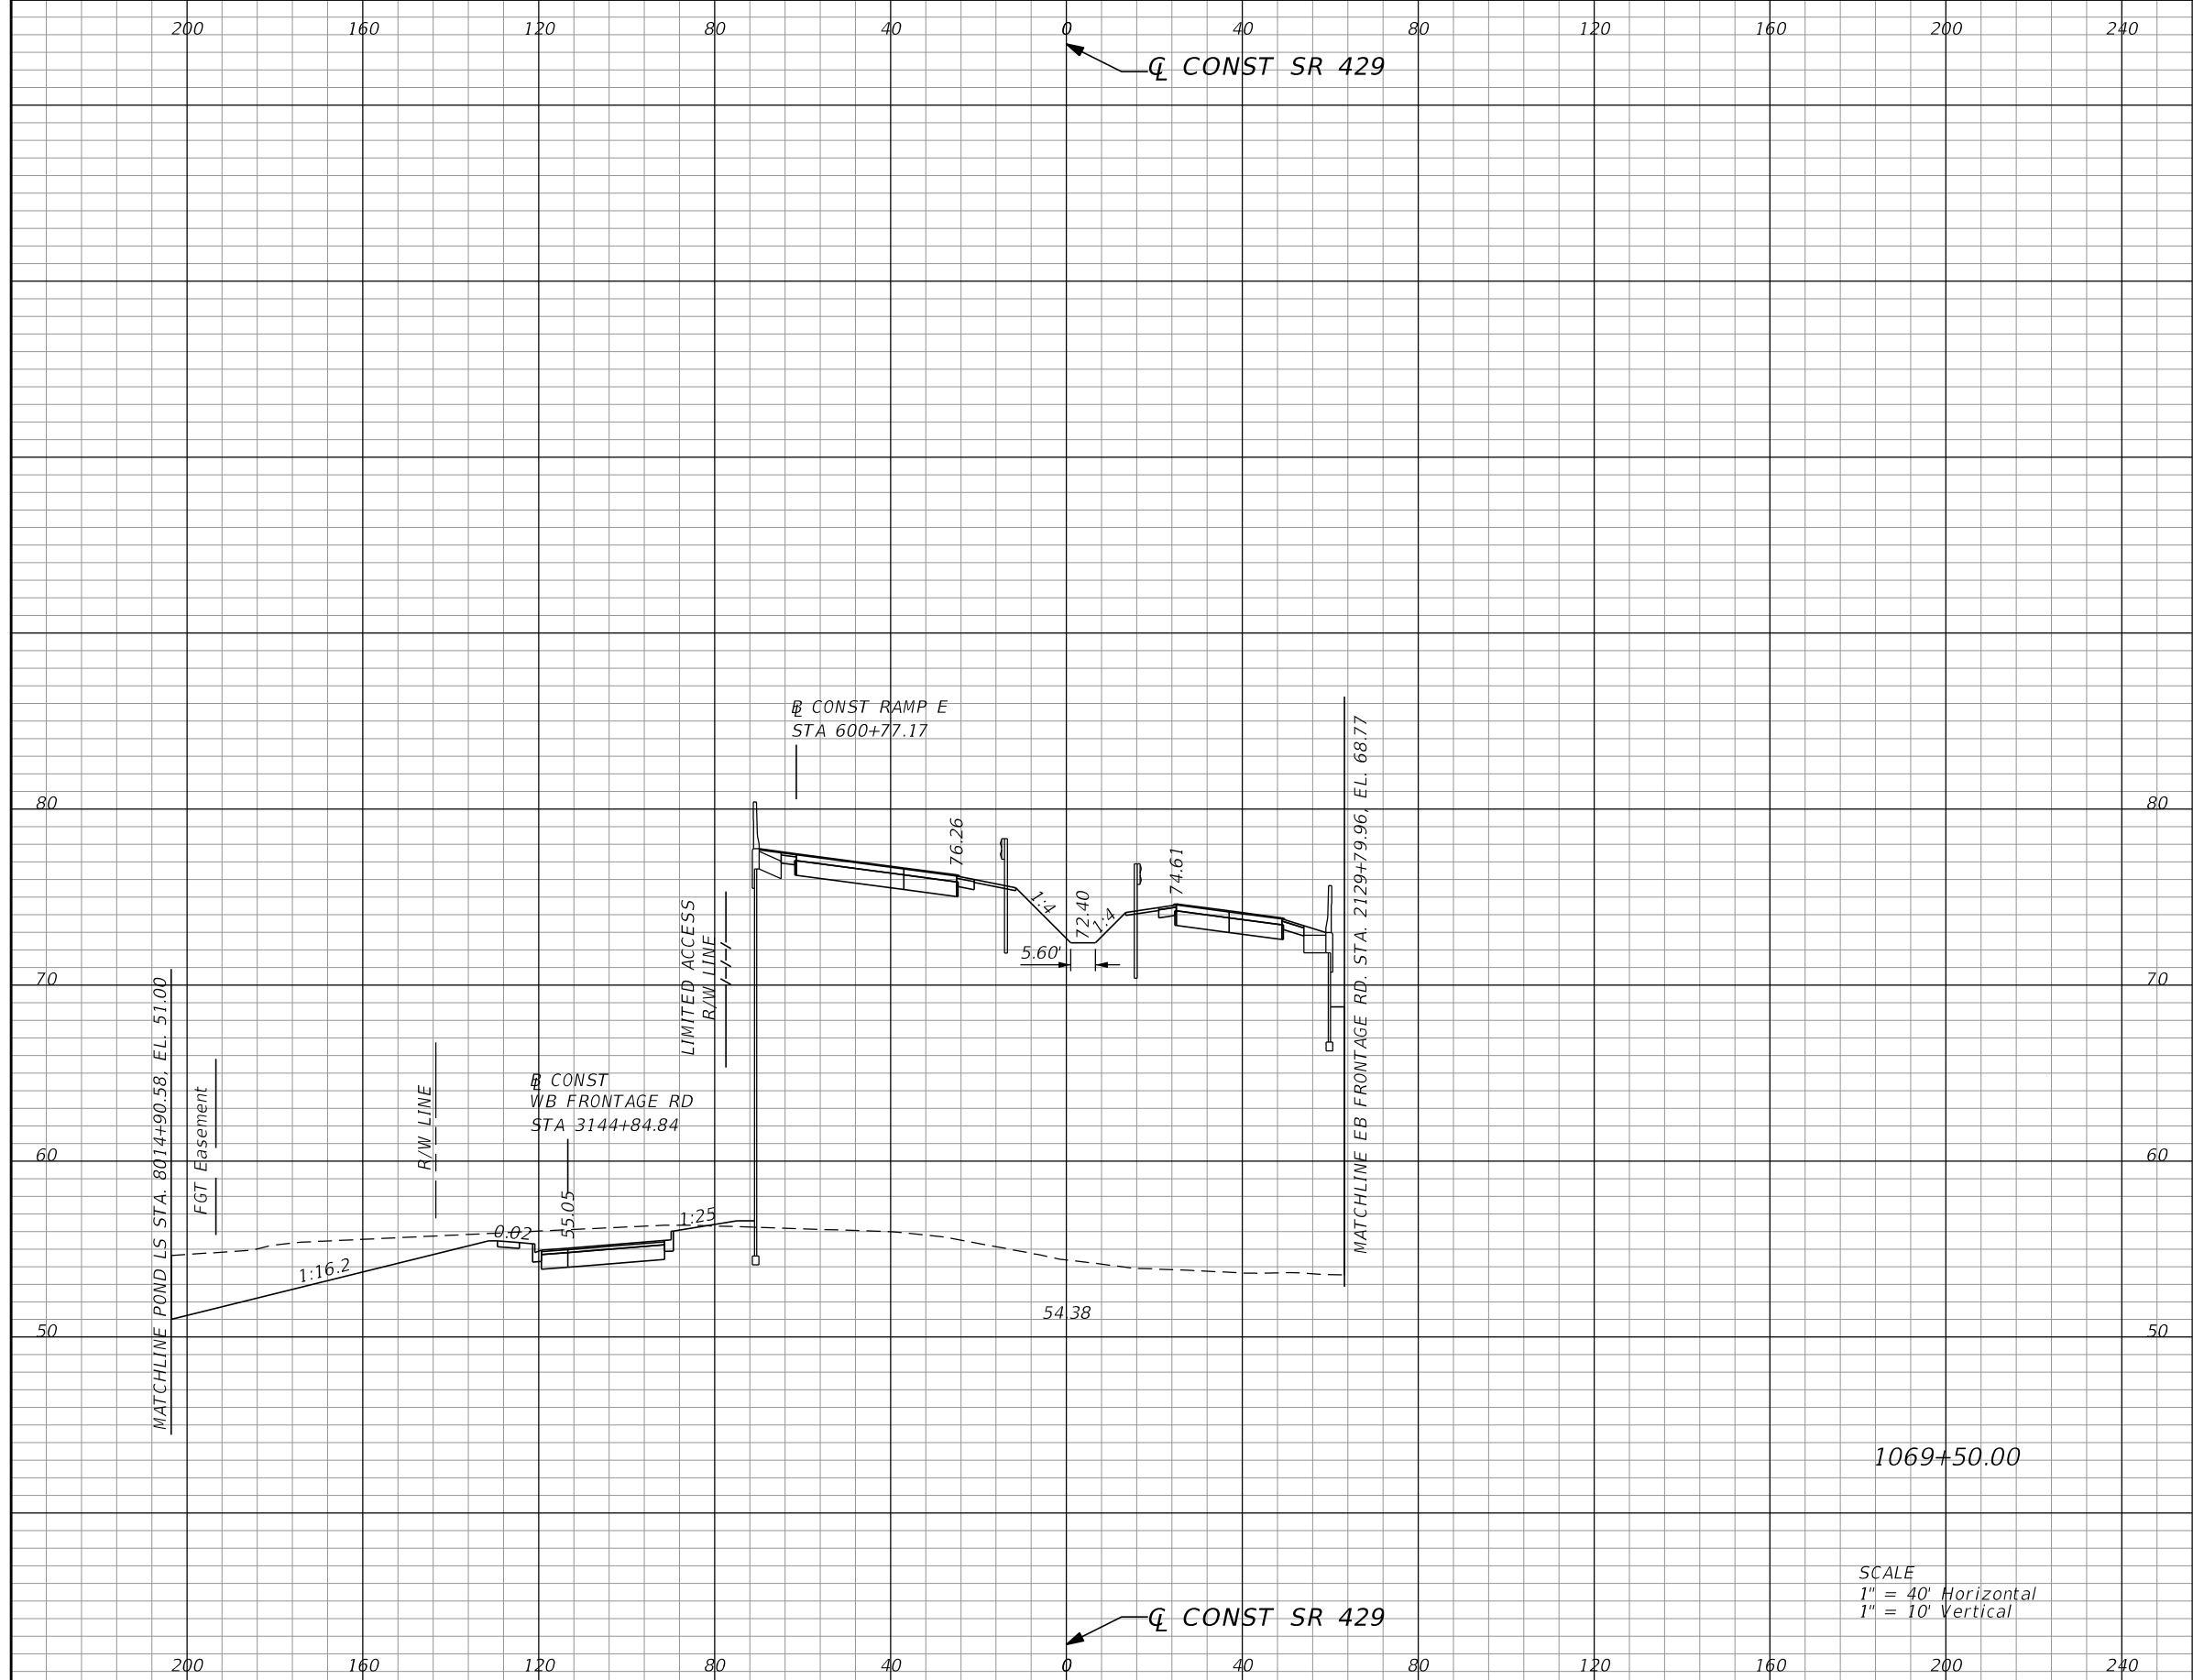 200 160 120 80 40 0 40 80 120 160 200 240
℄ CONST SR 429
℄ CONST RAMP E
STA 600+77.17
80 80
76.26
74.61
1:4
72.40
1:4
5.60'
LIMITED ACCESS
R/W LINE
MATCHLINE EB FRONTAGE RD. STA. 2129+79.96, EL. 68.77
70 70
MATCHLINE POND LS STA. 8014+90.58, EL. 51.00
FGT Easement
R/W LINE
B CONST
WB FRONTAGE RD
STA 3144+84.84
60 60
55.05
0.02
1:25
1:16.2
54.38
50 50
1069+50.00
SCALE
1" = 40' Horizontal
1" = 10' Vertical
℄ CONST SR 429
200 160 120 80 40 0 40 80 120 160 200 240